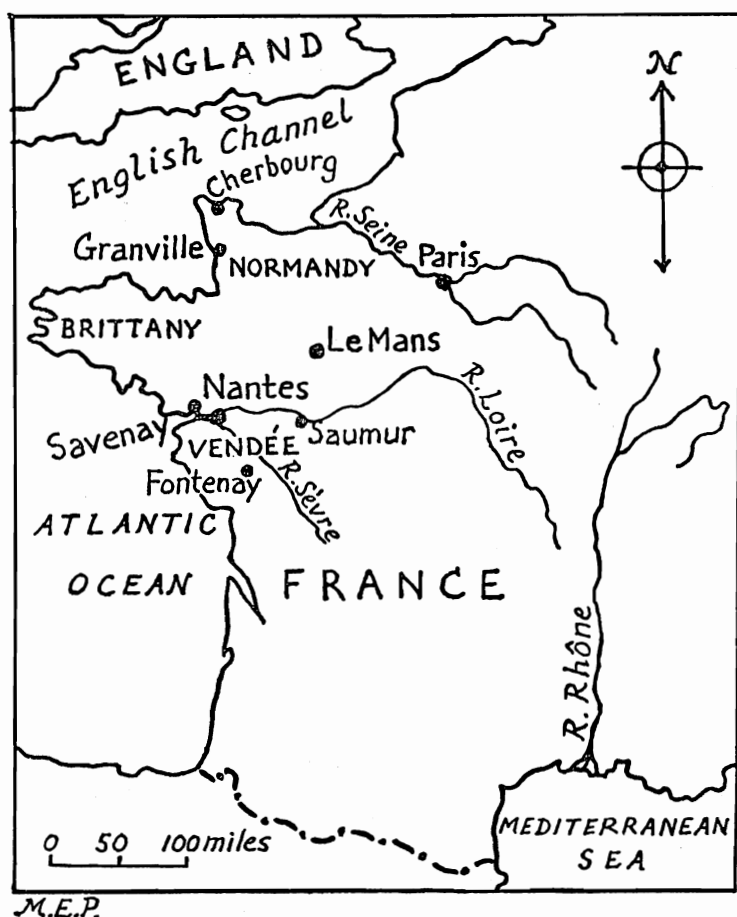 ENGLAND
N
English Channel
Cherbourg
Granville
NORMANDY
R. Seine
Paris
BRITTANY
Le Mans
Nantes
R. Loire
Savenay
Saumur
VENDÉE
Fontenay
R. Sèvre
ATLANTIC
OCEAN
FRANCE
R. Rhône
0 50 100 miles
MEDITERRANEAN
SEA
M.E.P.